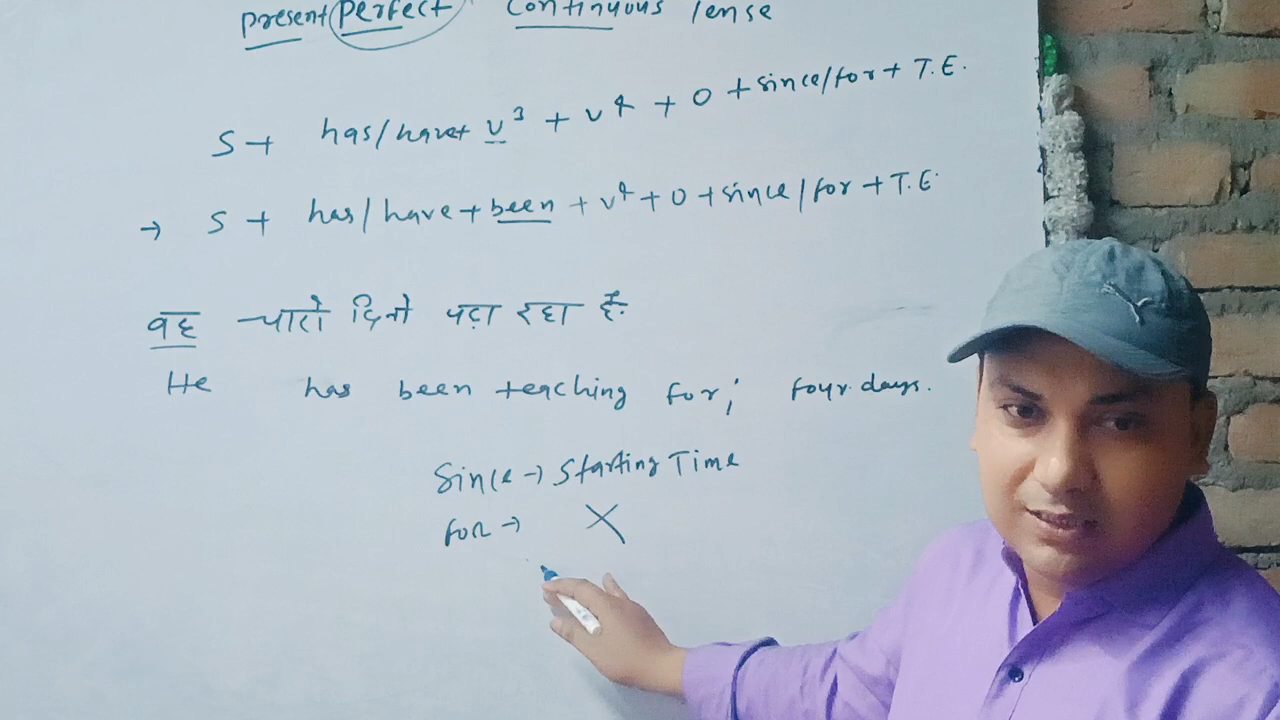 present perfect continuous Tense
S + has/have + v³ + v⁴ + O + since/for + T.E.
→ S + has/have + been + v⁴ + O + since/for + T.E.
वह चारो दिनो पढ़ा रहा है.
He has been teaching for; four days.
Since → Starting Time
for → X